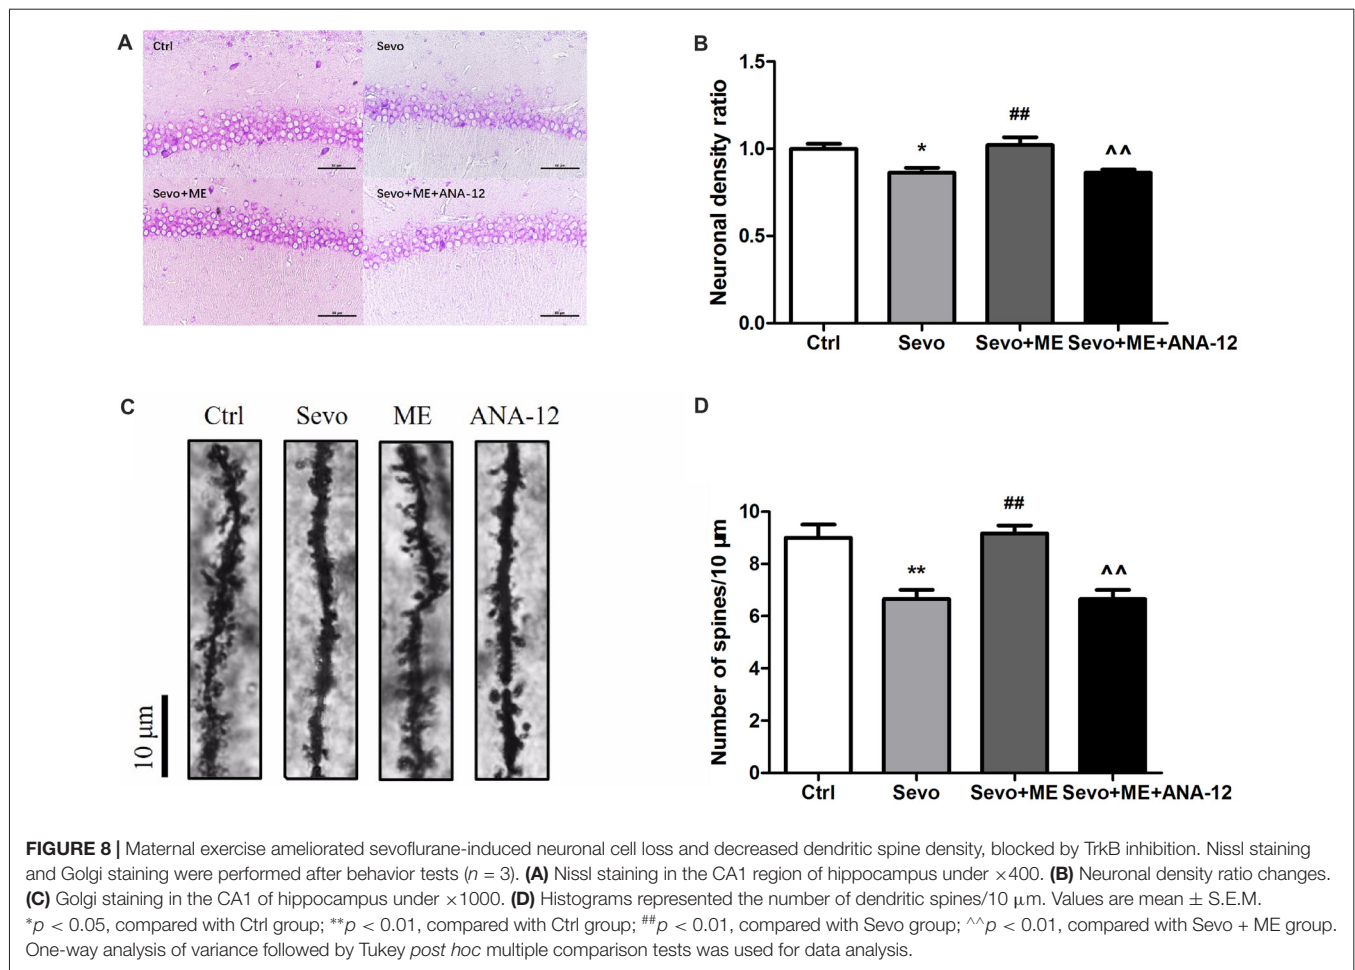 A
Ctrl
Sevo
Sevo+ME
Sevo+ME+ANA-12
B
Neuronal density ratio
1.5
1.0
0.5
0.0
*
##
^^
Ctrl Sevo Sevo+ME Sevo+ME+ANA-12
C
Ctrl Sevo ME ANA-12
10 μm
D
Number of spines/10 μm
10
8
6
4
2
0
**
##
^^
Ctrl Sevo Sevo+ME Sevo+ME+ANA-12
FIGURE 8 | Maternal exercise ameliorated sevoflurane-induced neuronal cell loss and decreased dendritic spine density, blocked by TrkB inhibition. Nissl staining
and Golgi staining were performed after behavior tests (n = 3). (A) Nissl staining in the CA1 region of hippocampus under ×400. (B) Neuronal density ratio changes.
(C) Golgi staining in the CA1 of hippocampus under ×1000. (D) Histograms represented the number of dendritic spines/10 μm. Values are mean ± S.E.M.
*p < 0.05, compared with Ctrl group; **p < 0.01, compared with Ctrl group; ##p < 0.01, compared with Sevo group; ^^p < 0.01, compared with Sevo + ME group.
One-way analysis of variance followed by Tukey post hoc multiple comparison tests was used for data analysis.